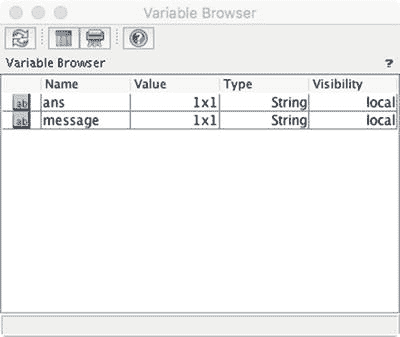 Variable Browser
Variable Browser ?
Name Value Type Visibility
ab ans 1x1 String local
ab message 1x1 String local